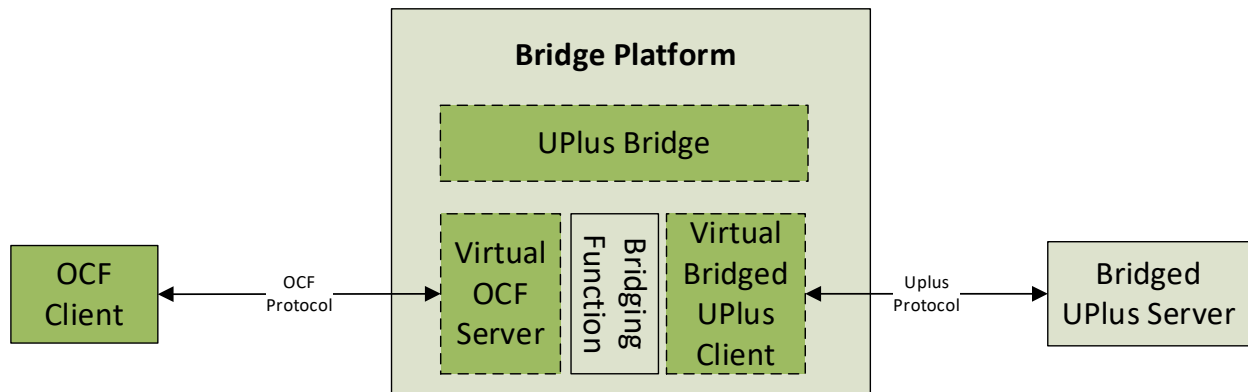 Bridge Platform
UPlus Bridge
OCF
Client
OCF
Protocol
Virtual
OCF
Server
Bridging
Function
Virtual
Bridged
UPlus
Client
Uplus
Protocol
Bridged
UPlus Server